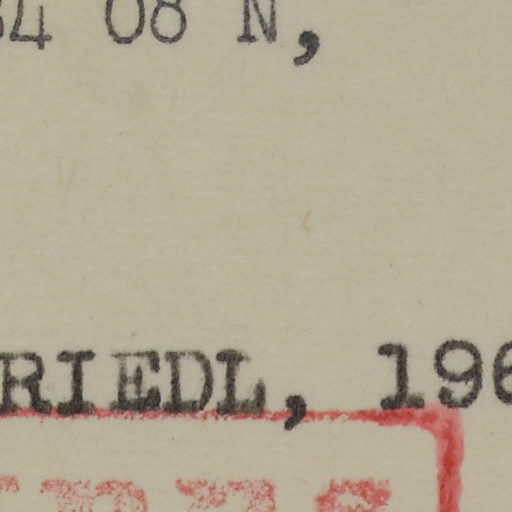 34 08 N,
RIEDL, 196